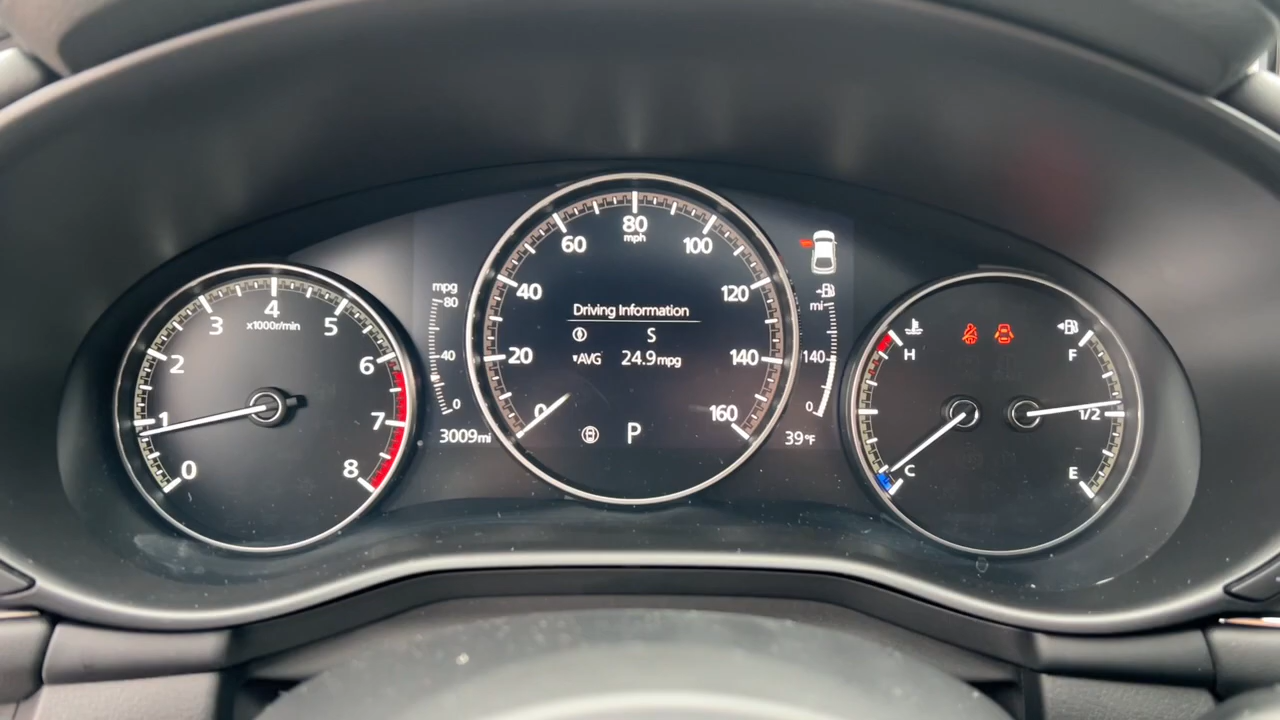 0
1
2
3
4
5
6
7
8
x1000r/min
mpg
80
40
0
3009mi
0
20
40
60
80
mph
100
120
140
160
Driving Information
S
▼AVG 24.9mpg
P
mi
140
0
39°F
H
C
F
1/2
E